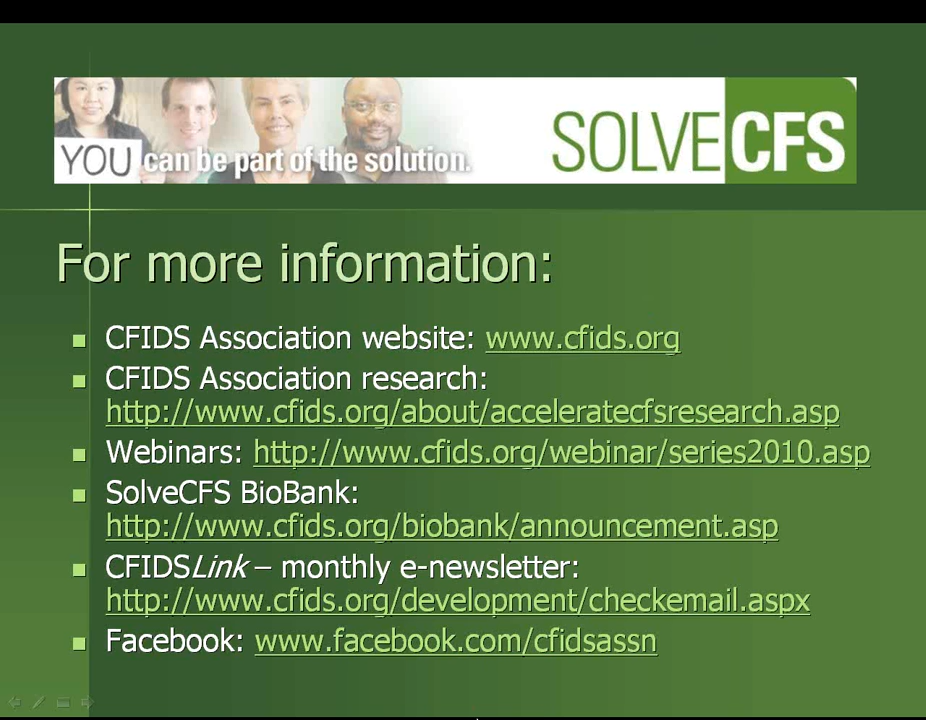 YOU can be part of the solution.
SOLVECFS
For more information:
CFIDS Association website: www.cfids.org
CFIDS Association research:
http://www.cfids.org/about/acceleratecfsresearch.asp
Webinars: http://www.cfids.org/webinar/series2010.asp
SolveCFS BioBank:
http://www.cfids.org/biobank/announcement.asp
CFIDSLink – monthly e-newsletter:
http://www.cfids.org/development/checkemail.aspx
Facebook: www.facebook.com/cfidsassn